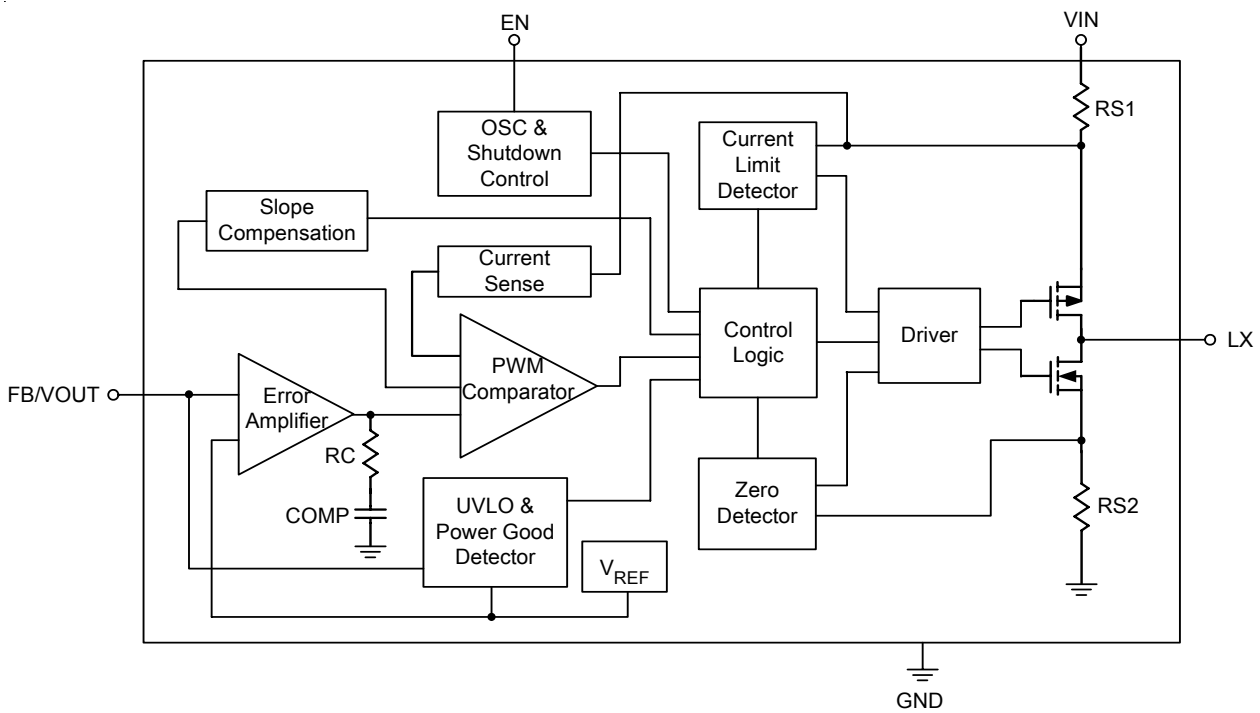 EN
VIN
RS1
OSC &
Shutdown
Control
Current
Limit
Detector
Slope
Compensation
Current
Sense
Control
Logic
Driver
LX
PWM
Comparator
FB/VOUT
Error
Amplifier
RC
COMP
UVLO &
Power Good
Detector
VREF
Zero
Detector
RS2
GND